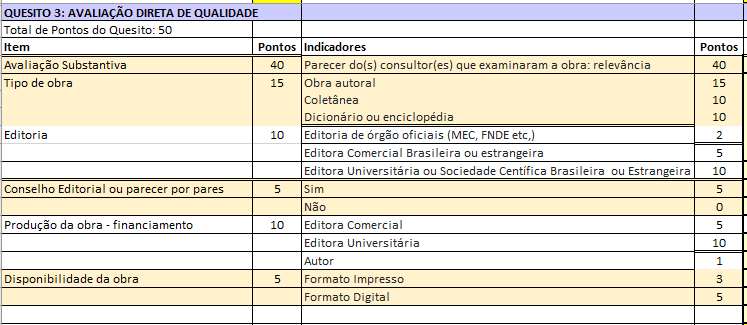 QUESITO 3: AVALIAÇÃO DIRETA DE QUALIDADE
Total de Pontos do Quesito: 50
Item Pontos Indicadores Pontos
Avaliação Substantiva 40 Parecer do(s) consultor(es) que examinaram a obra: relevância 40
Tipo de obra 15 Obra autoral 15
Coletânea 10
Dicionário ou enciclopédia 10
Editoria 10 Editoria de órgão oficiais (MEC, FNDE etc,) 2
Editora Comercial Brasileira ou estrangeira 5
Editora Universitária ou Sociedade Centífica Brasileira ou Estrangeira 10
Conselho Editorial ou parecer por pares 5 Sim 5
Não 0
Produção da obra - financiamento 10 Editora Comercial 5
Editora Universitária 10
Autor 1
Disponibilidade da obra 5 Formato Impresso 3
Formato Digital 5